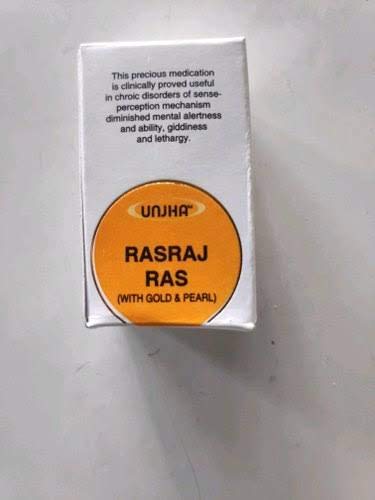 This precious medication
is clinically proved useful
in chroic disorders of sense-
perception mechanism
diminished mental alertness
and ability, giddiness
and lethargy.
UNJHA
RASRAJ
RAS
(WITH GOLD & PEARL)